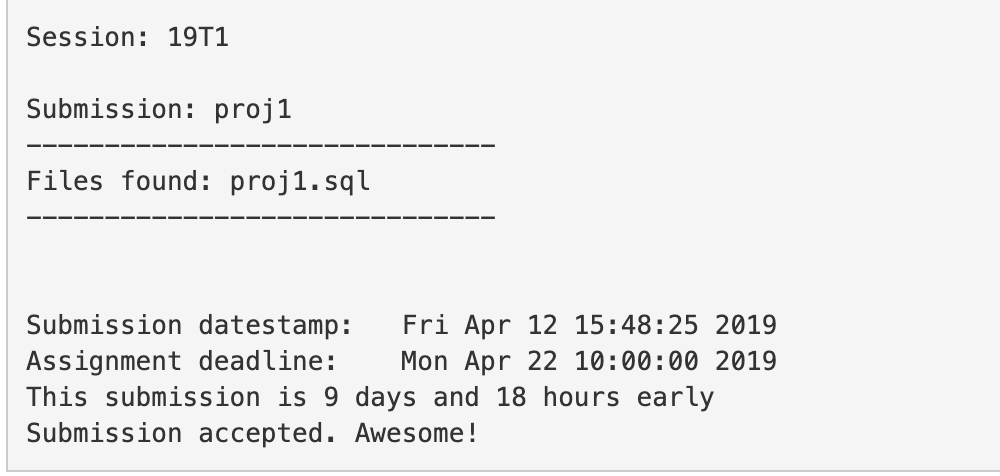 Session: 19T1
Submission: proj1
------------------------------
Files found: proj1.sql
------------------------------
Submission datestamp:   Fri Apr 12 15:48:25 2019
Assignment deadline:    Mon Apr 22 10:00:00 2019
This submission is 9 days and 18 hours early
Submission accepted. Awesome!